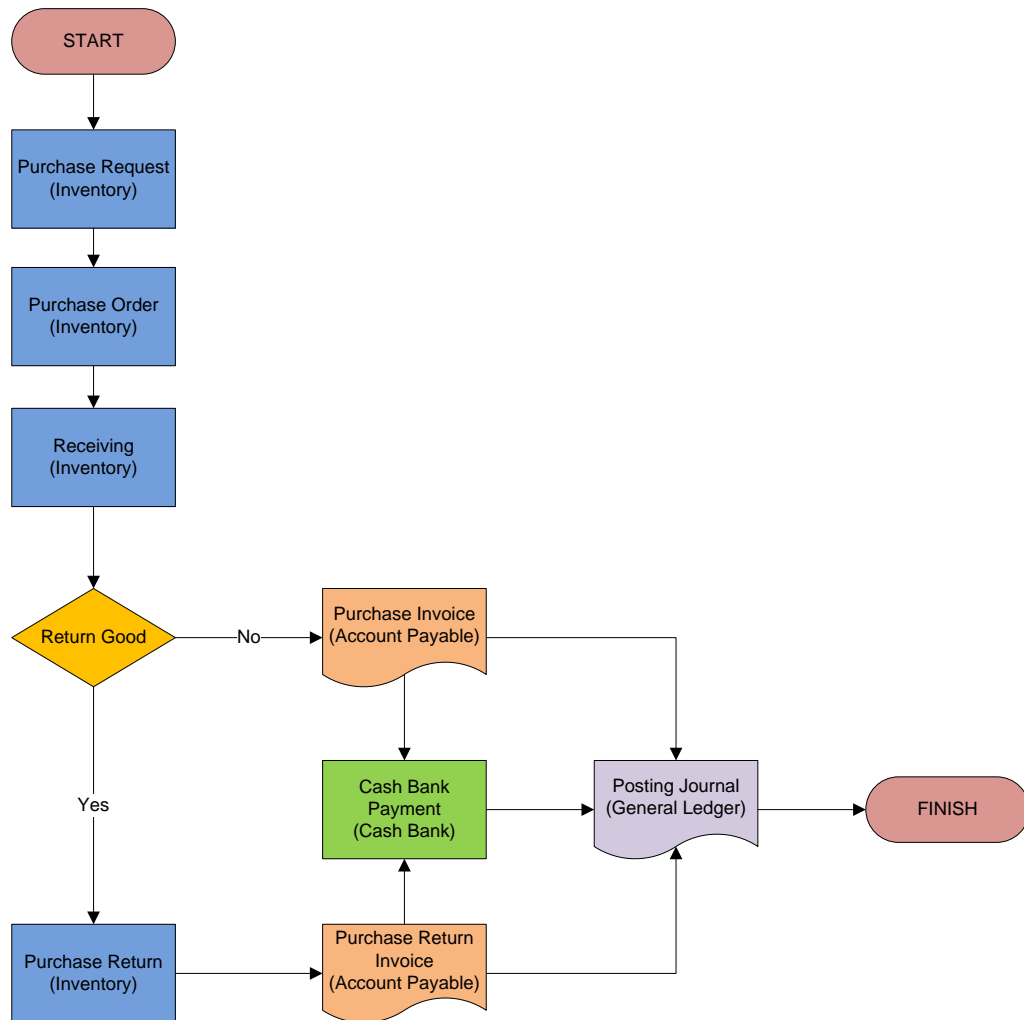 START
Purchase Request
(Inventory)
Purchase Order
(Inventory)
Receiving
(Inventory)
Return Good
No
Purchase Invoice
(Account Payable)
Yes
Cash Bank
Payment
(Cash Bank)
Posting Journal
(General Ledger)
FINISH
Purchase Return
(Inventory)
Purchase Return
Invoice
(Account Payable)